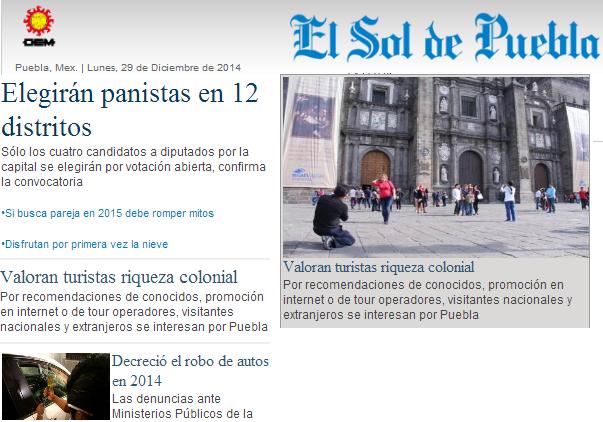 OEM
El Sol de Puebla
Puebla, Mex. | Lunes, 29 de Diciembre de 2014
Elegirán panistas en 12
distritos
Sólo los cuatro candidatos a diputados por la
capital se elegirán por votación abierta, confirma
la convocatoria
•Si busca pareja en 2015 debe romper mitos
•Disfrutan por primera vez la nieve
Valoran turistas riqueza colonial
Por recomendaciones de conocidos, promoción
en internet o de tour operadores, visitantes
nacionales y extranjeros se interesan por Puebla
Decreció el robo de autos
en 2014
Las denuncias ante
Ministerios Públicos de la
Valoran turistas riqueza colonial
Por recomendaciones de conocidos, promoción en
internet o de tour operadores, visitantes nacionales y
extranjeros se interesan por Puebla